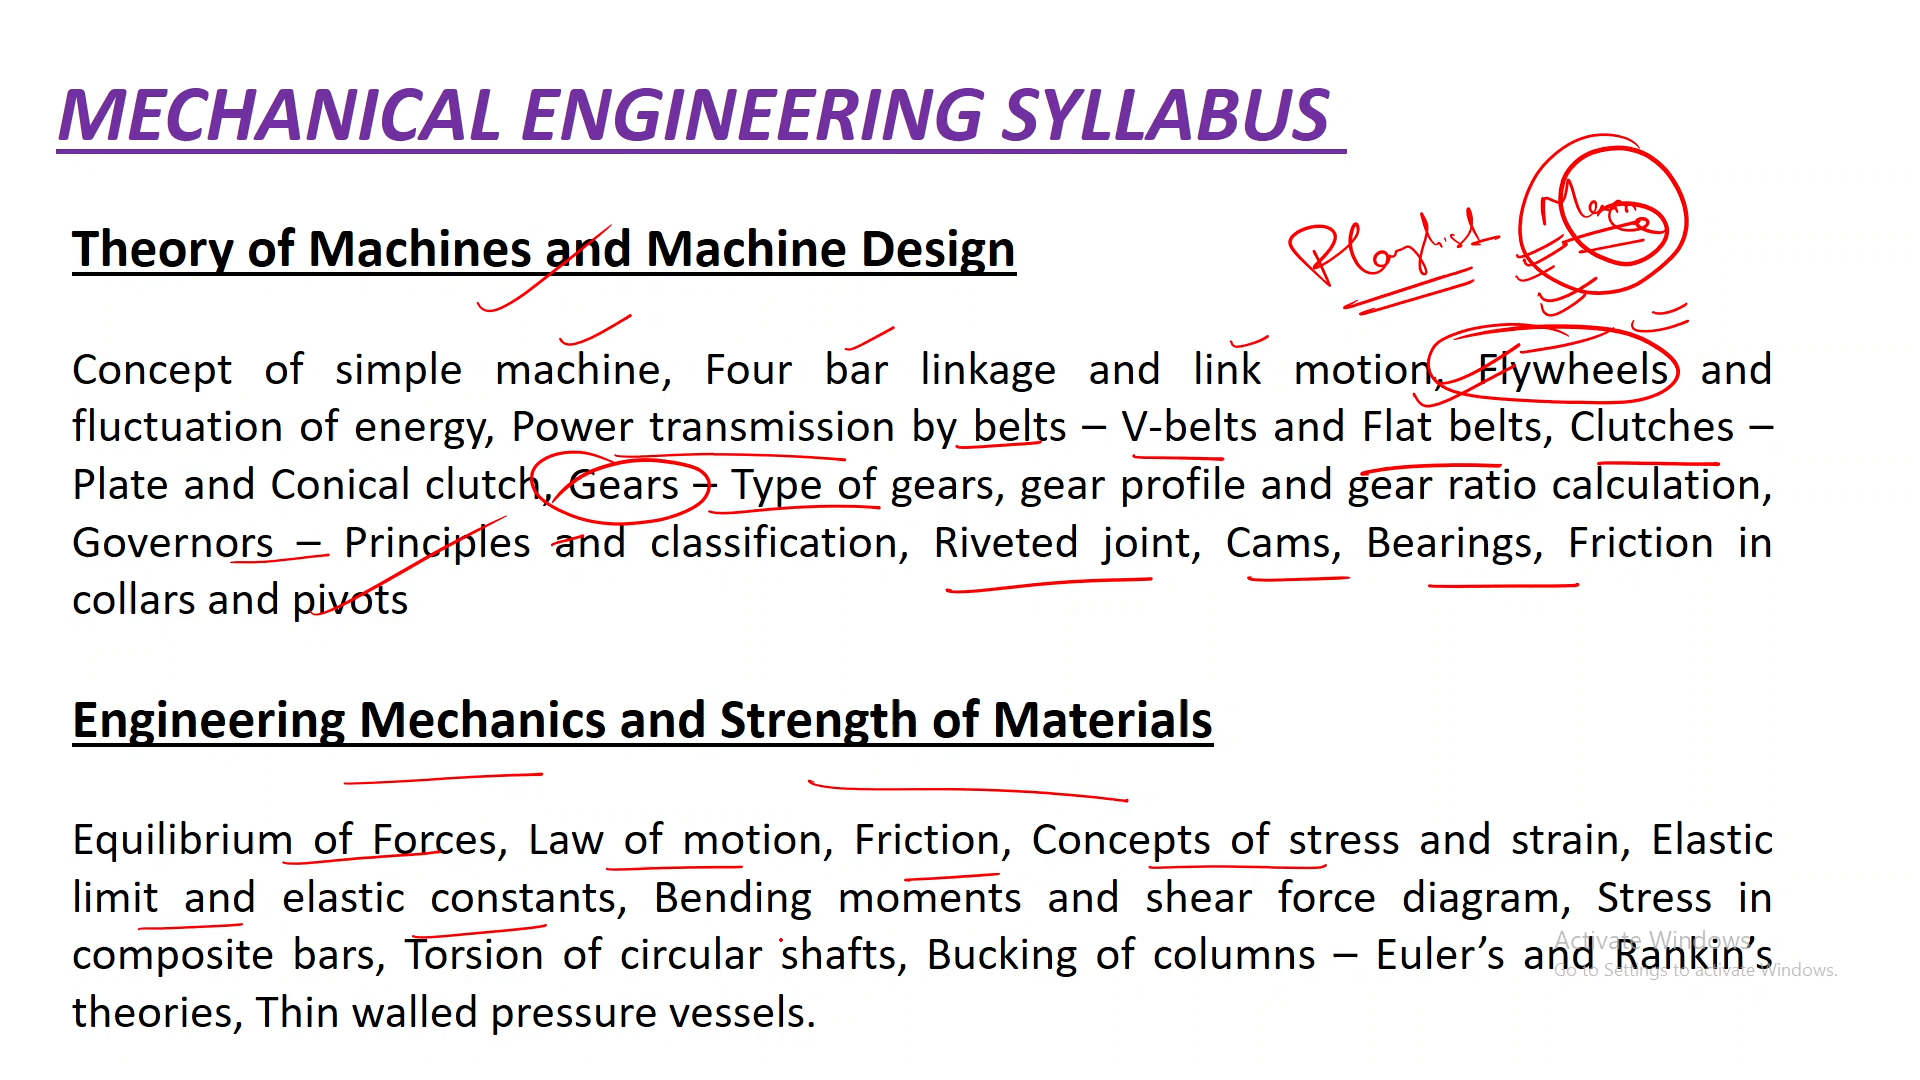 MECHANICAL ENGINEERING SYLLABUS
Playlist
Theory of Machines and Machine Design
Concept of simple machine, Four bar linkage and link motion, Flywheels and
fluctuation of energy, Power transmission by belts – V-belts and Flat belts, Clutches –
Plate and Conical clutch, Gears – Type of gears, gear profile and gear ratio calculation,
Governors – Principles and classification, Riveted joint, Cams, Bearings, Friction in
collars and pivots
Engineering Mechanics and Strength of Materials
Equilibrium of Forces, Law of motion, Friction, Concepts of stress and strain, Elastic
limit and elastic constants, Bending moments and shear force diagram, Stress in
composite bars, Torsion of circular shafts, Bucking of columns – Euler’s and Rankin’s
theories, Thin walled pressure vessels.
Activate Windows
Go to Settings to activate Windows.